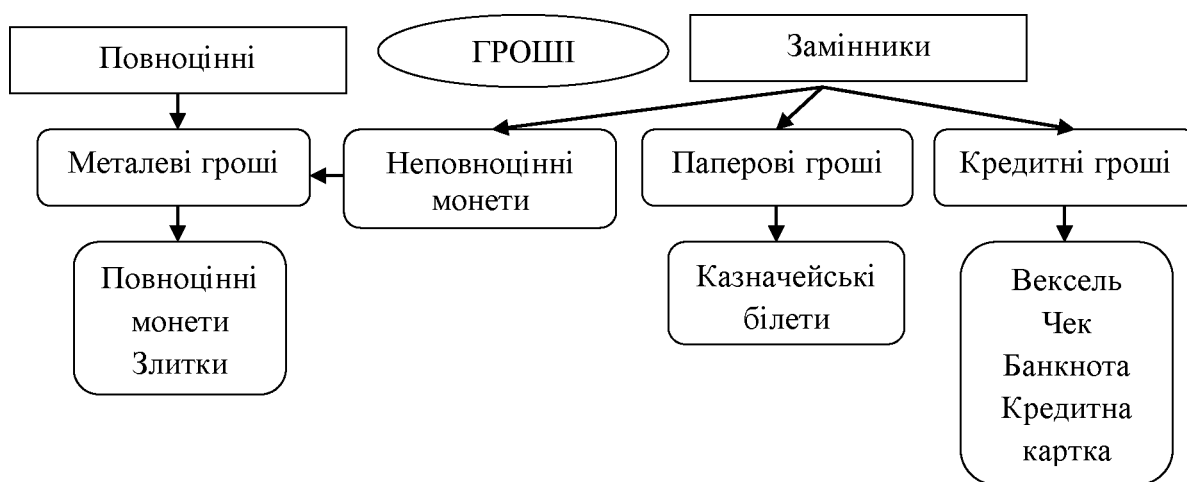 Повноцінні
ГРОШІ
Замінники
Металеві гроші
Неповноцінні
монети
Паперові гроші
Кредитні гроші
Повноцінні
монети
Злитки
Казначейські
білети
Вексель
Чек
Банкнота
Кредитна
картка